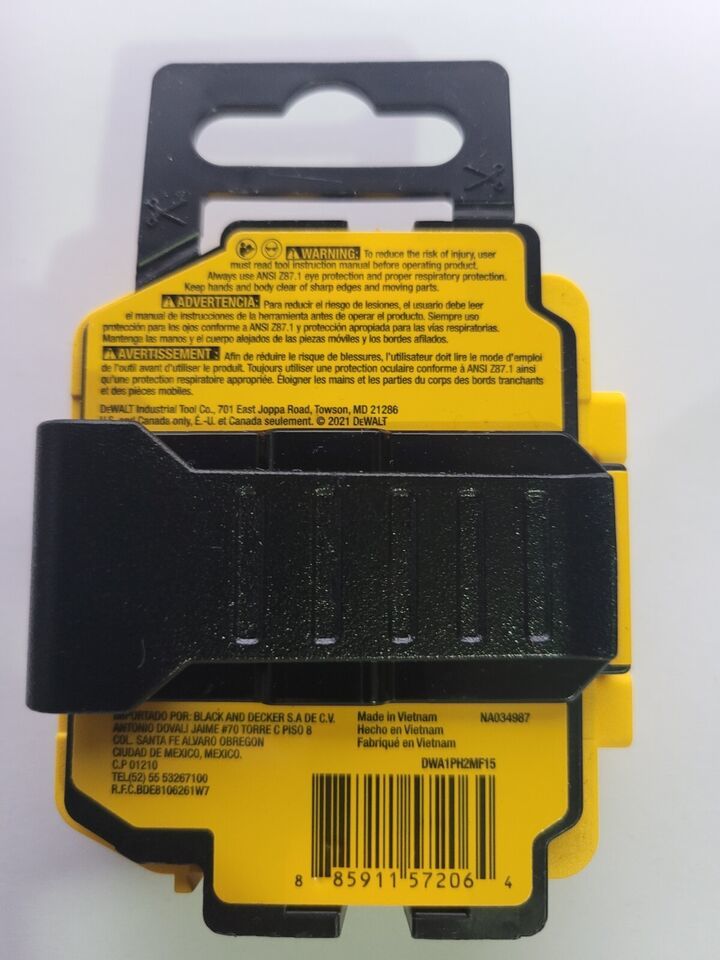 WARNING: To reduce the risk of injury, user
must read tool instruction manual before operating product.
Always use ANSI Z87.1 eye protection and proper respiratory protection.
Keep hands and body clear of sharp edges and moving parts.
ADVERTENCIA: Para reducir el riesgo de lesiones, el usuario debe leer
el manual de instrucciones de la herramienta antes de operar el producto. Siempre uso
protección para los ojos conforme a ANSI Z87.1 y protección apropiada para las vías respiratorias.
Mantenga las manos y el cuerpo alejados de las piezas móviles y los bordes afilados.
AVERTISSEMENT : Afin de réduire le risque de blessures, l'utilisateur doit lire le mode d'emploi
de l'outil avant d'utiliser le produit. Toujours utiliser une protection oculaire conforme à ANSI Z87.1 ainsi
qu'une protection respiratoire appropriée. Éloigner les mains et les parties du corps des bords tranchants
et des pièces mobiles.
DEWALT Industrial Tool Co., 701 East Joppa Road, Towson, MD 21286
U.S. and Canada only, É.-U. et Canada seulement. © 2021 DEWALT
IMPORTADO POR: BLACK AND DECKER S.A DE C.V.
ANTONIO DOVALI JAIME #70 TORRE C PISO 8
COL. SANTA FE ALVARO OBREGON
CIUDAD DE MEXICO, MEXICO.
C.P 01210
TEL(52) 55 53267100
R.F.C.BDE8106261W7
Made in Vietnam
Hecho en Vietnam
Fabriqué en Vietnam
NA034987
DWA1PH2MF15
8 85911 57206 4